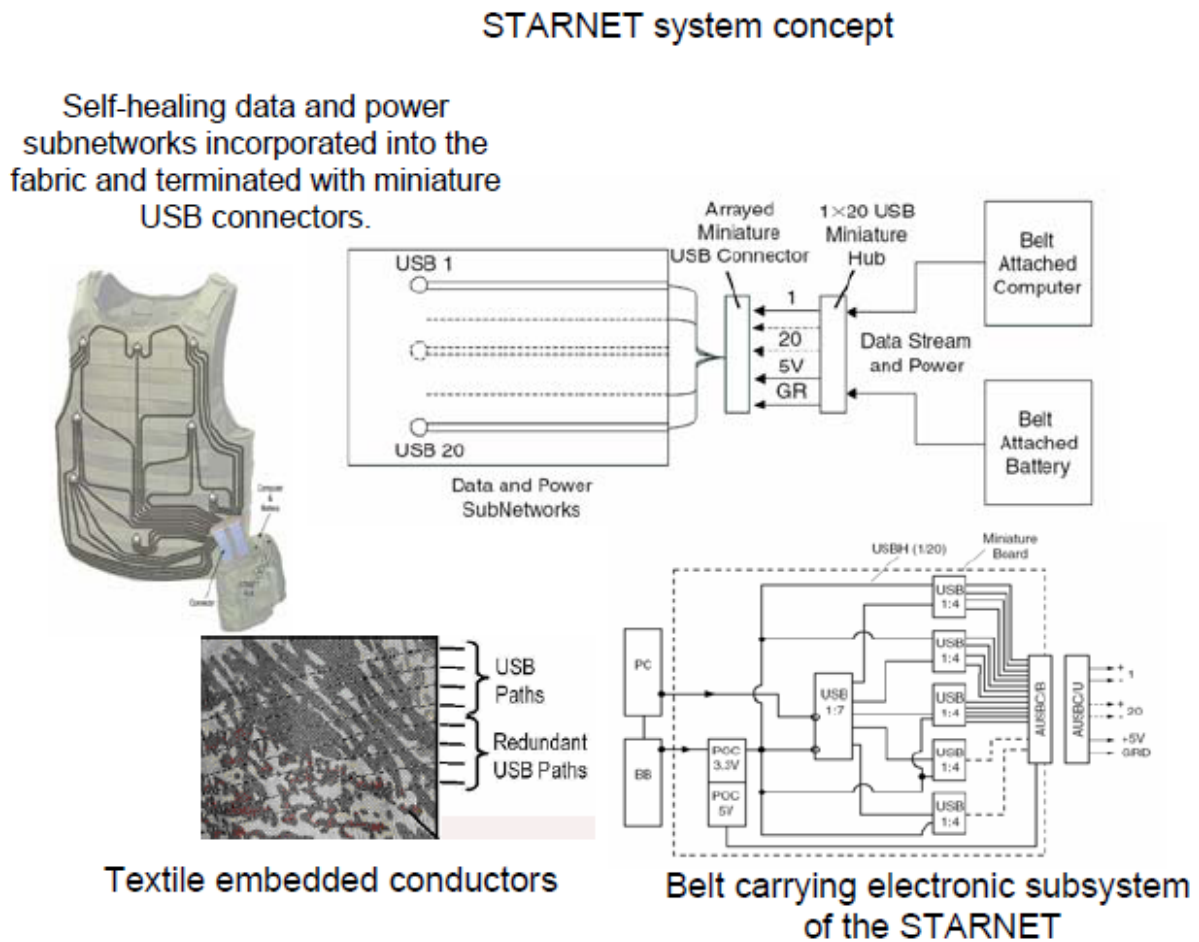 STARNET system concept
Self-healing data and power
subnetworks incorporated into the
fabric and terminated with miniature
USB connectors.
Computer
&
Battery
Connector
USB 1
USB 20
Data and Power
SubNetworks
Arrayed
Miniature
USB Connector
1×20 USB
Miniature
Hub
1
20
5V
GR
Data Stream
and Power
Belt
Attached
Computer
Belt
Attached
Battery
USB
Paths
Redundant
USB Paths
Textile embedded conductors
USBH (1/20)
Miniature
Board
PC
BB
POC
3.3V
POC
5V
USB
1:7
USB
1:4
USB
1:4
USB
1:4
USB
1:4
USB
1:4
AUSBC/B
AUSBC/U
+
-
1
+
-
20
+5V
Belt carrying electronic subsystem
of the STARNET